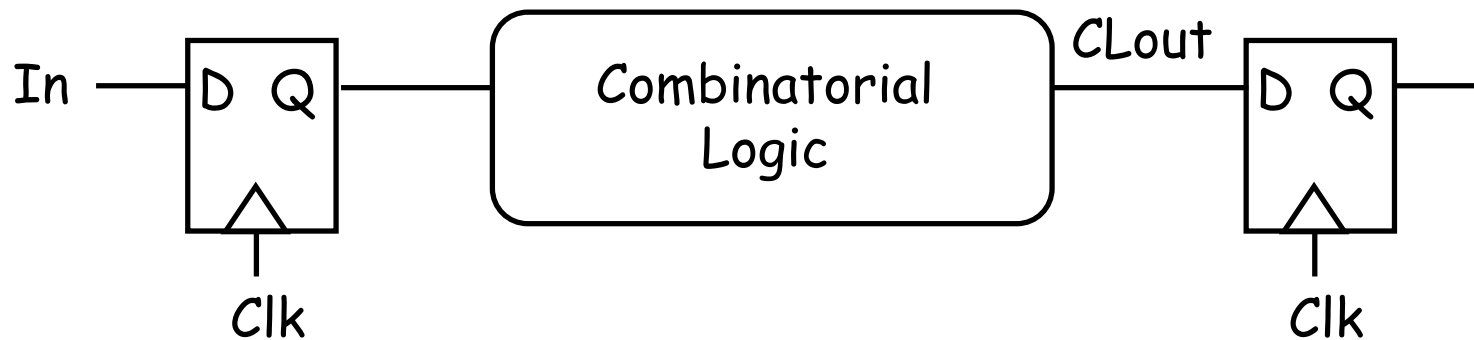 In
D Q
Combinatorial
Logic
CLout
D Q
Clk
Clk